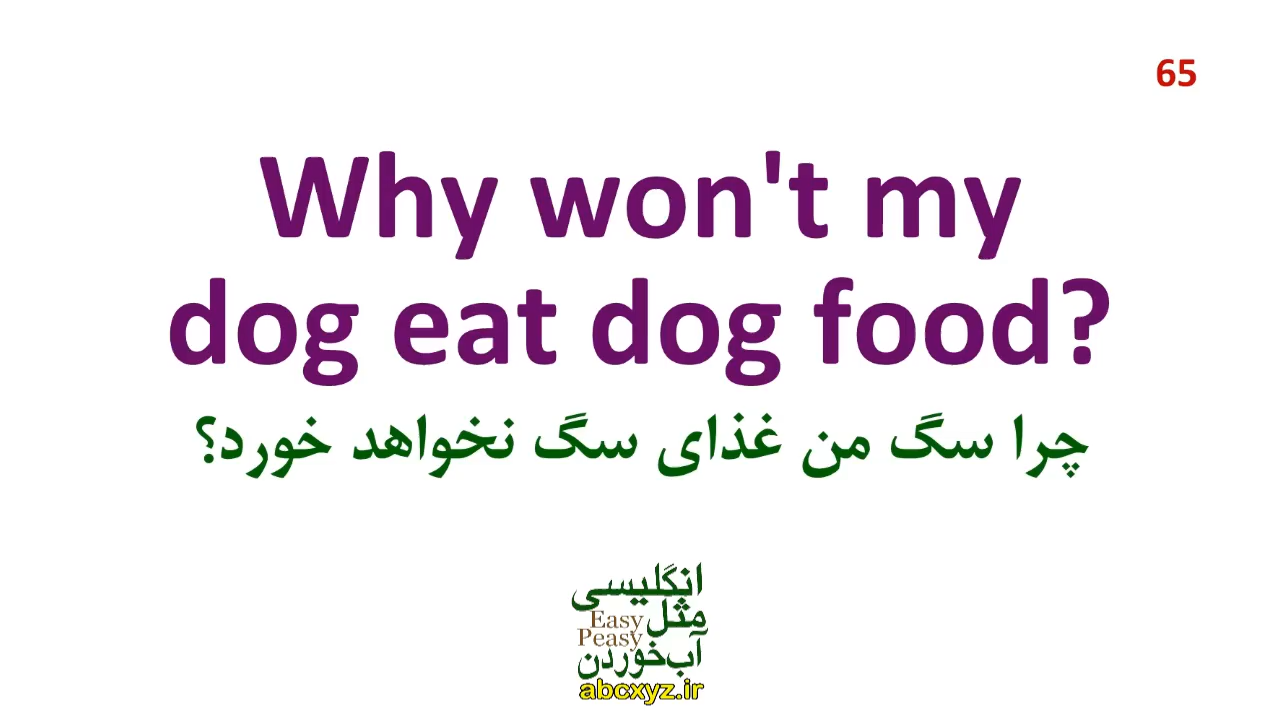 65
Why won't my
dog eat dog food?
چرا سگ من غذای سگ نخواهد خورد؟
انگلیسی
مثل
Easy
Peasy
آب‌خوردن
abcxyz.ir